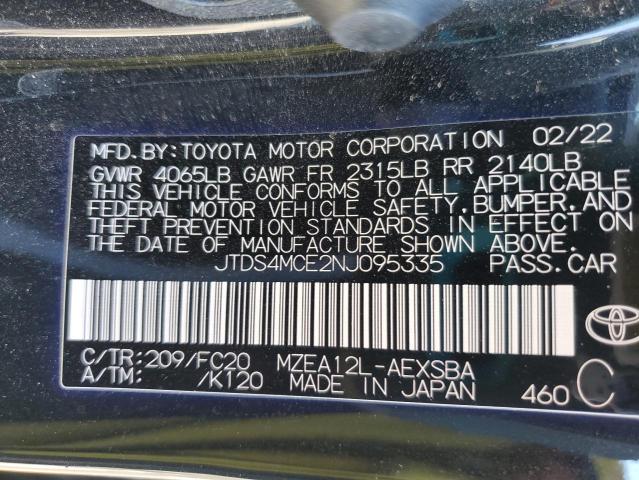 MFD.BY:TOYOTA MOTOR CORPORATION 02/22
GVWR 4065LB GAWR FR 2315LB RR 2140LB
THIS VEHICLE CONFORMS TO ALL APPLICABLE
FEDERAL MOTOR VEHICLE SAFETY,BUMPER,AND
THEFT PREVENTION STANDARDS IN EFFECT ON
THE DATE OF MANUFACTURE SHOWN ABOVE.
JTDS4MCE2NJ095335 PASS.CAR
C/TR:209/FC20 MZEA12L-AEXSBA
A/TM: /K120 MADE IN JAPAN 460 C